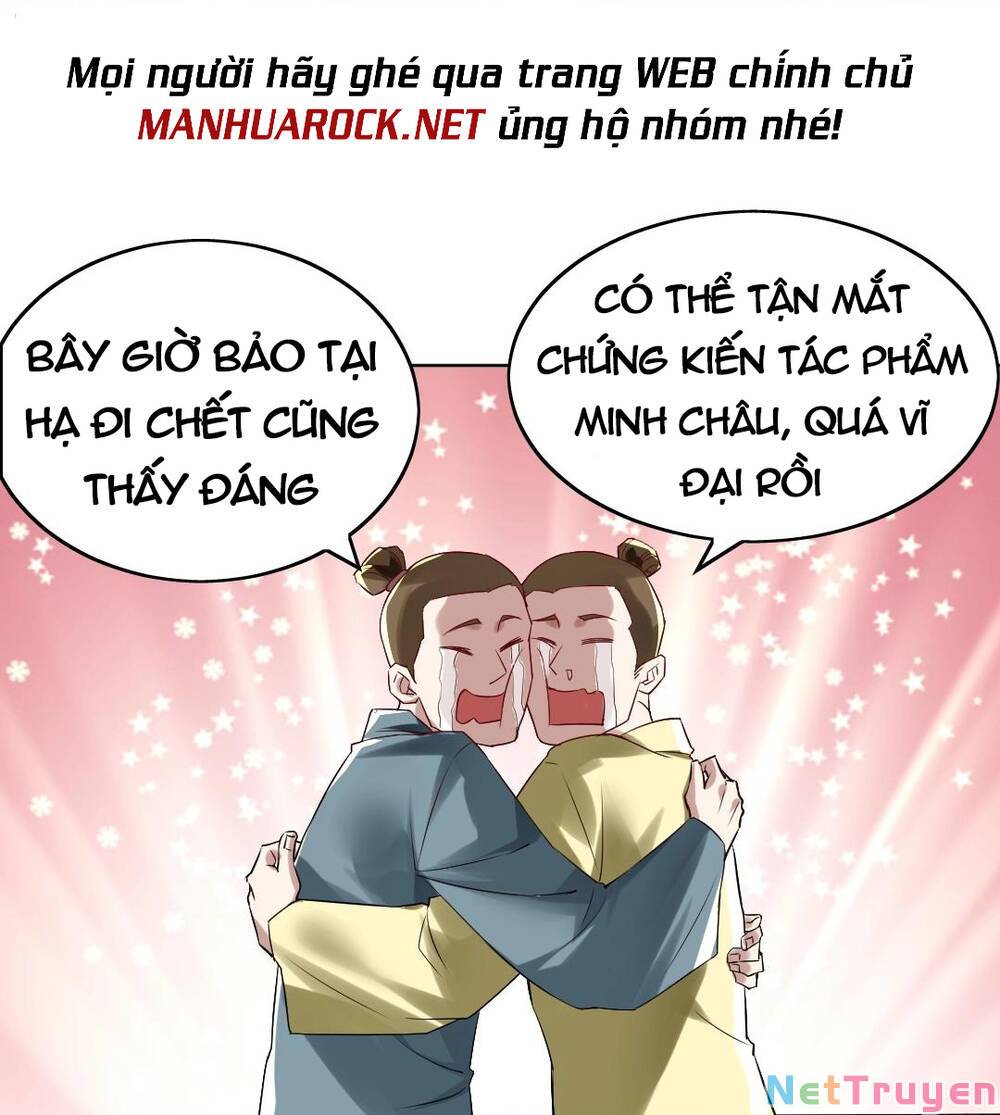 Mọi người hãy ghé qua trang WEB chính chủ
MANHUAROCK.NET ủng hộ nhóm nhé!
BÂY GIỜ BẢO TẠI
HẠ ĐI CHẾT CŨNG
THẤY ĐÁNG
CÓ THỂ TẬN MẮT
CHỨNG KIẾN TÁC PHẨM
MINH CHÂU, QUÁ VĨ
ĐẠI RỒI
NetTruyen